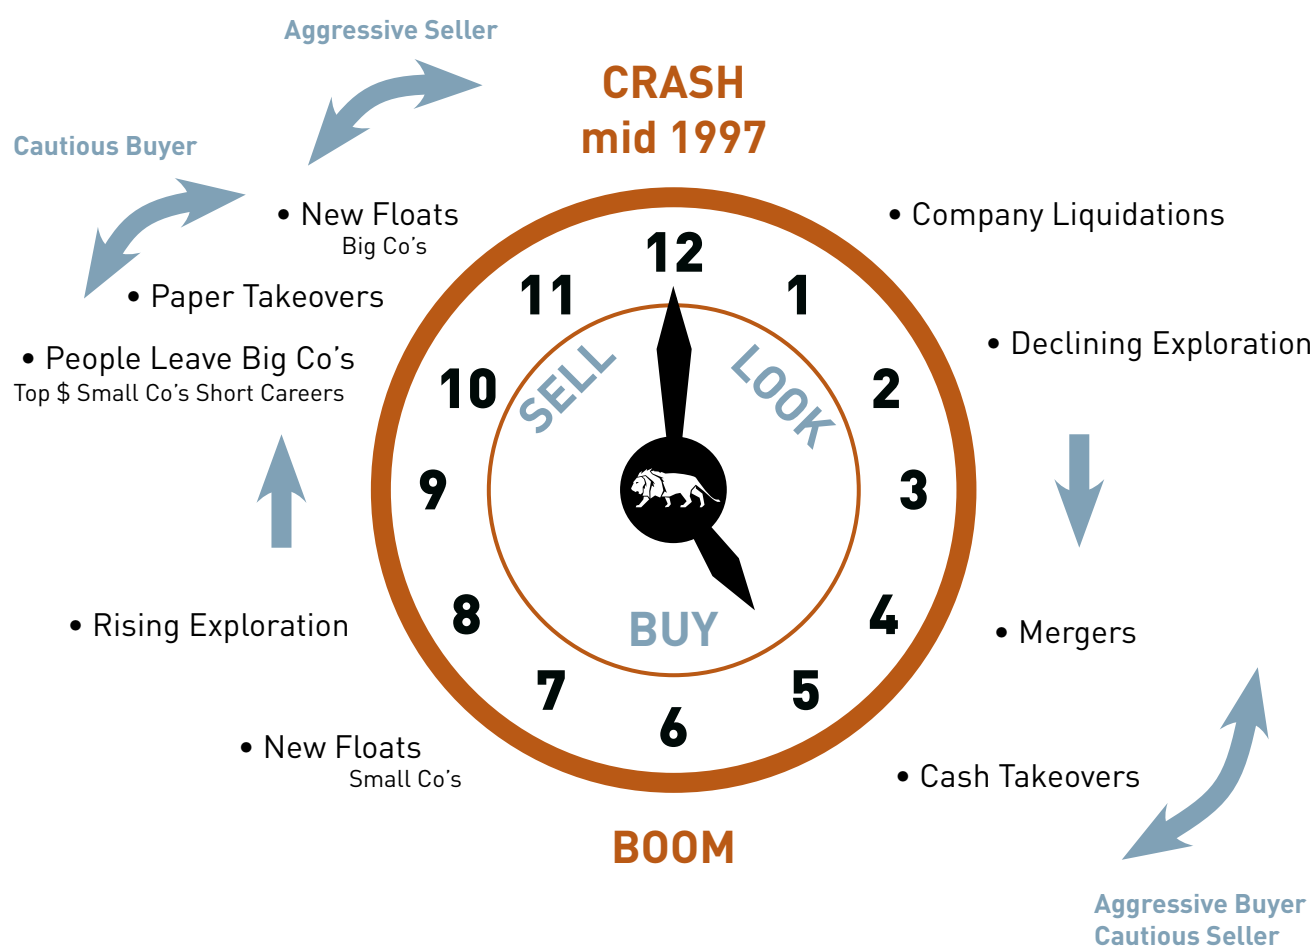 Aggressive Seller
CRASH
mid 1997
Cautious Buyer
• New Floats
Big Co’s
• Company Liquidations
• Paper Takeovers
• People Leave Big Co’s
Top $ Small Co’s Short Careers
• Declining Exploration
12
11
1
10
2
9
3
8
4
7
5
6
SELL
LOOK
BUY
• Rising Exploration
• Mergers
• New Floats
Small Co’s
• Cash Takeovers
BOOM
Aggressive Buyer
Cautious Seller